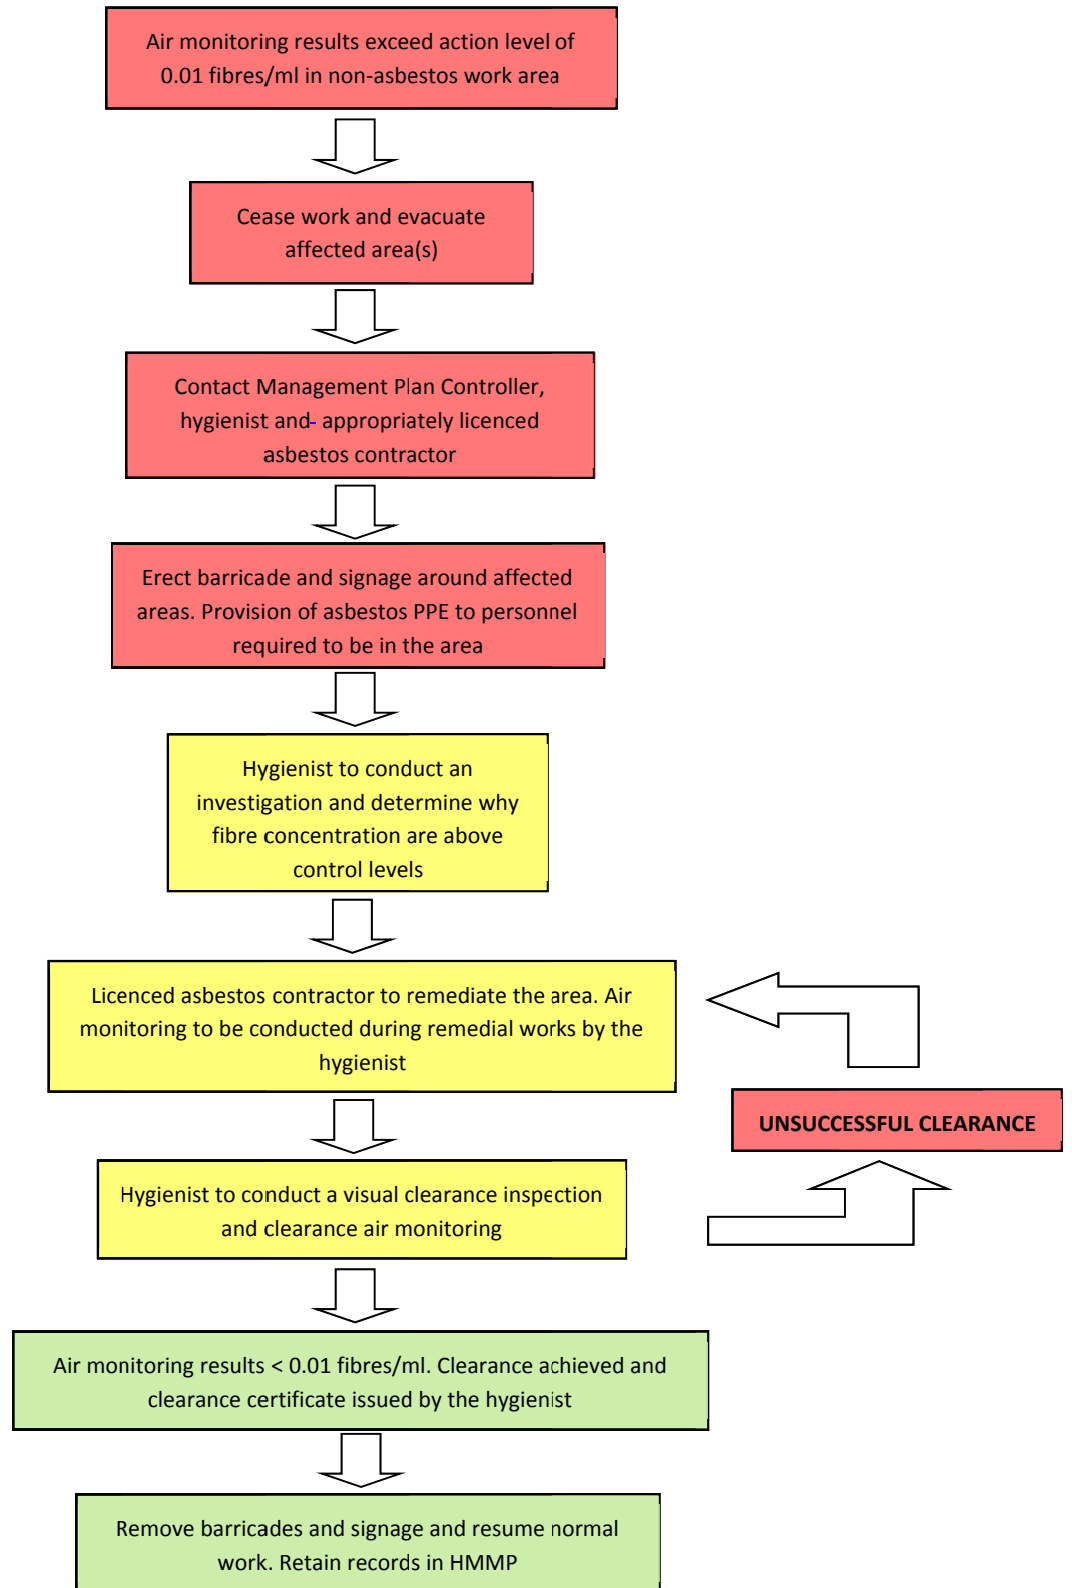 Air monitoring results exceed action level of
0.01 fibres/ml in non-asbestos work area
Cease work and evacuate
affected area(s)
Contact Management Plan Controller,
hygienist and- appropriately licenced
asbestos contractor
Erect barricade and signage around affected
areas. Provision of asbestos PPE to personnel
required to be in the area
Hygienist to conduct an
investigation and determine why
fibre concentration are above
control levels
Licenced asbestos contractor to remediate the area. Air
monitoring to be conducted during remedial works by the
hygienist
UNSUCCESSFUL CLEARANCE
Hygienist to conduct a visual clearance inspection
and clearance air monitoring
Air monitoring results < 0.01 fibres/ml. Clearance achieved and
clearance certificate issued by the hygienist
Remove barricades and signage and resume normal
work. Retain records in HMMP